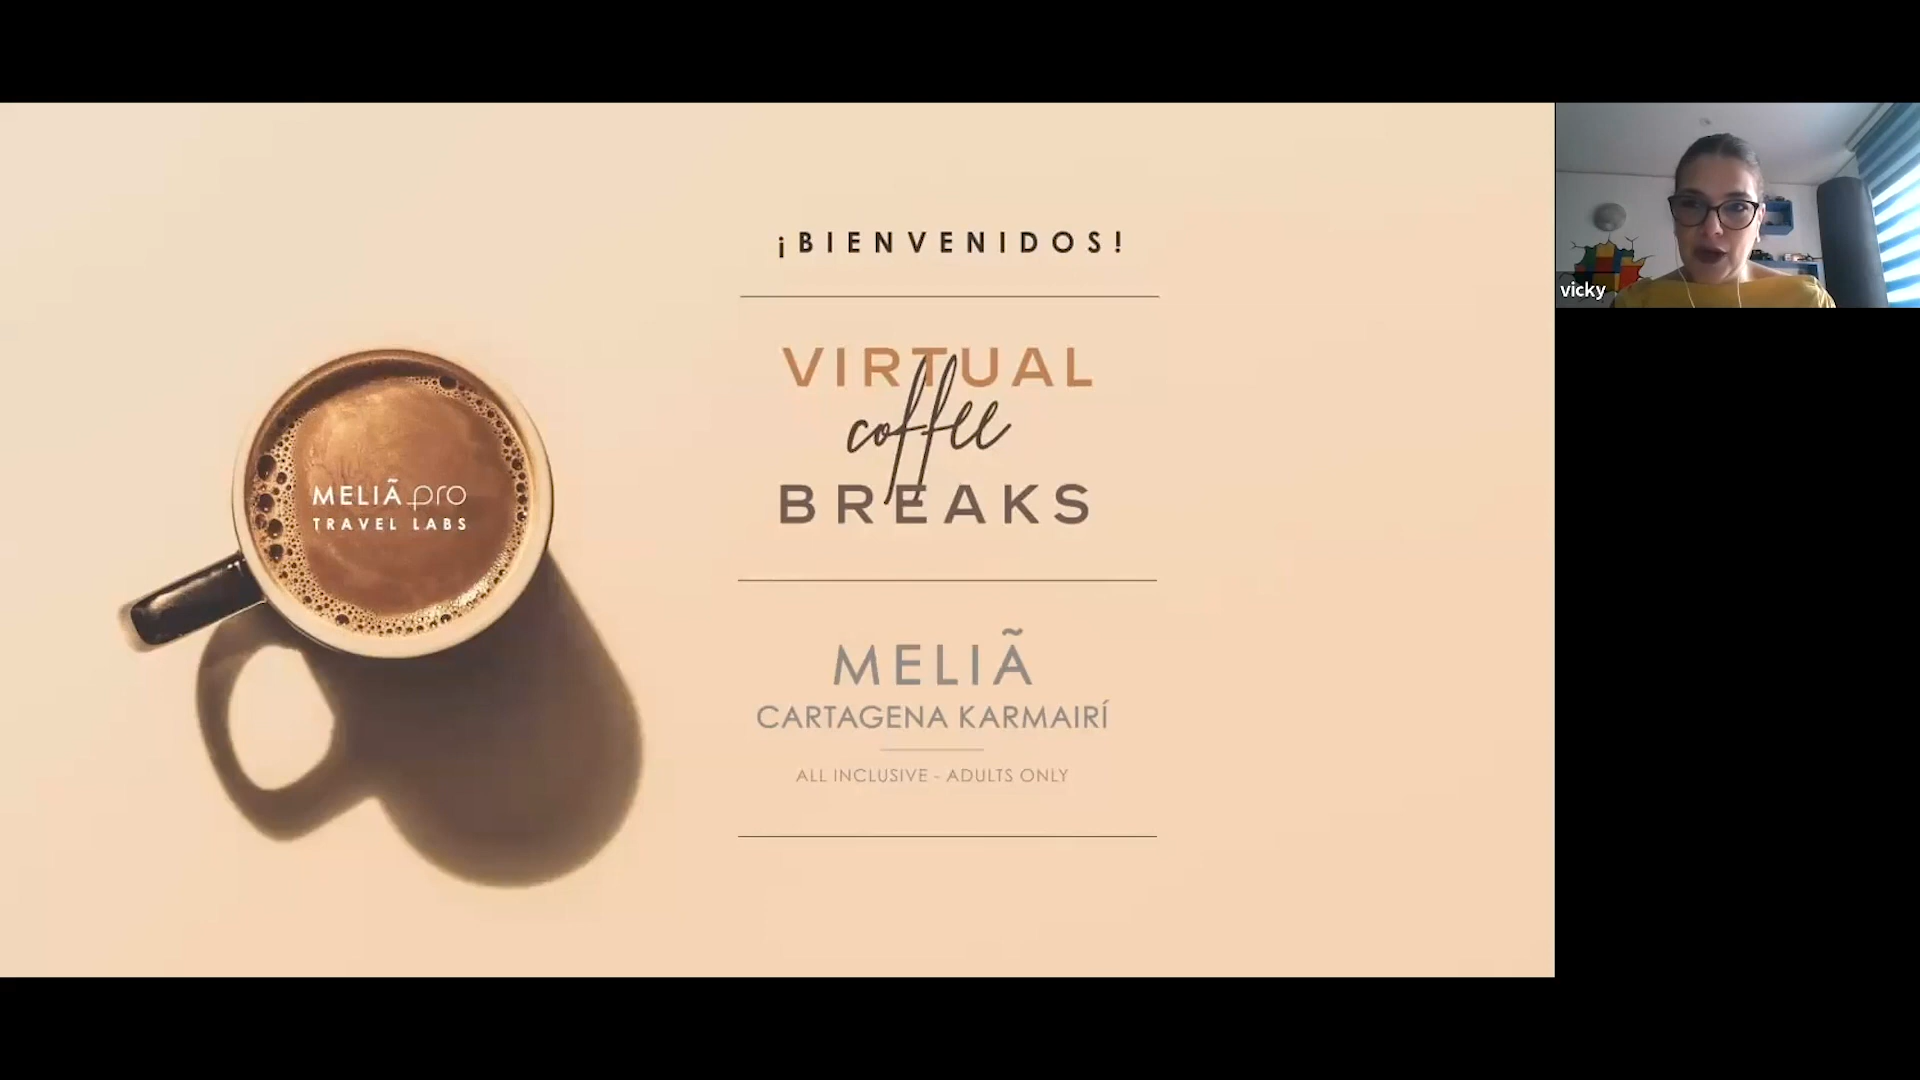 ¡BIENVENIDOS!
VIRTUAL
coffee
BREAKS
MELIÃ pro
TRAVEL LABS
MELIÃ
CARTAGENA KARMAIRÍ
ALL INCLUSIVE - ADULTS ONLY
vicky